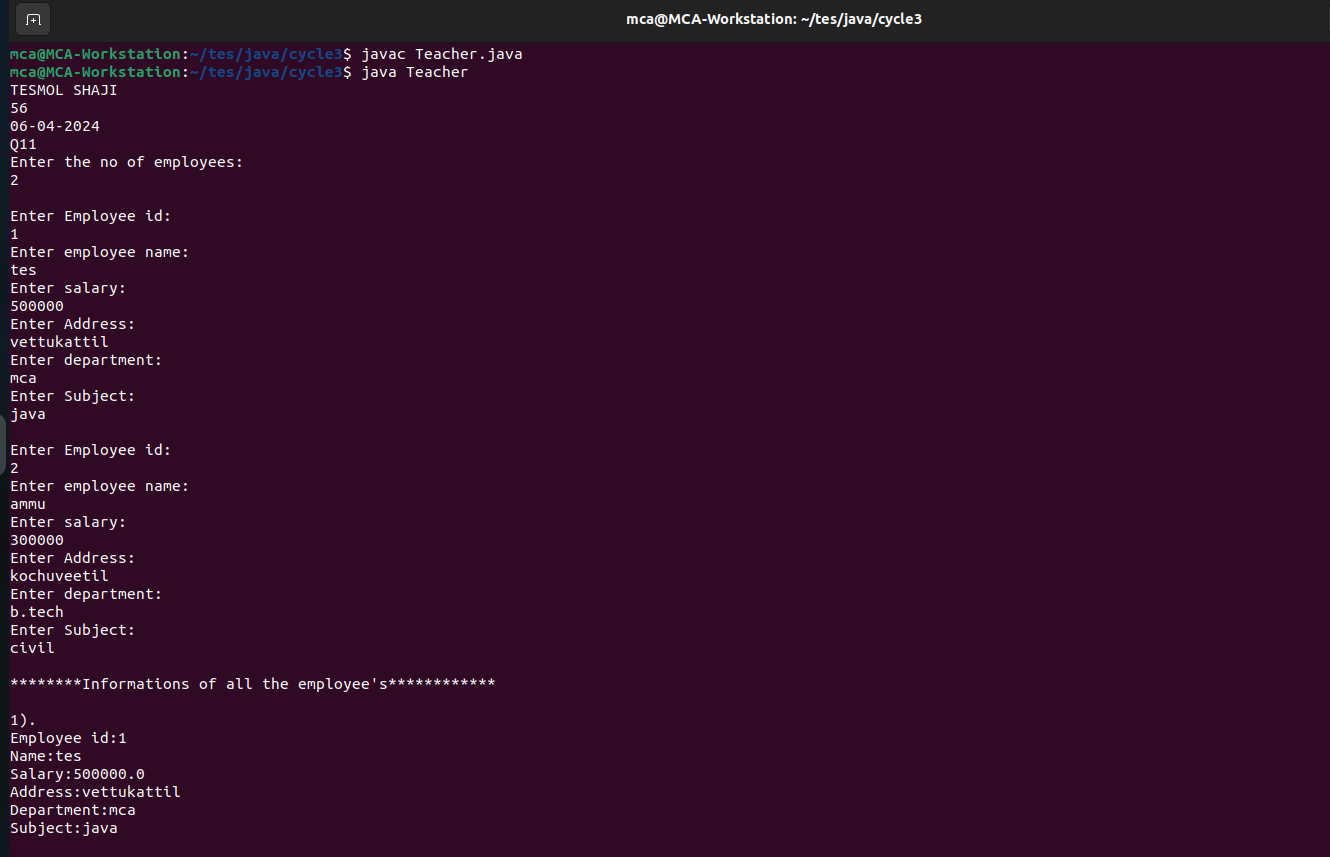 mca@MCA-Workstation: ~/tes/java/cycle3
mca@MCA-Workstation:~/tes/java/cycle3$ javac Teacher.java
mca@MCA-Workstation:~/tes/java/cycle3$ java Teacher
TESMOL SHAJI
56
06-04-2024
Q11
Enter the no of employees:
2

Enter Employee id:
1
Enter employee name:
tes
Enter salary:
500000
Enter Address:
vettukattil
Enter department:
mca
Enter Subject:
java

Enter Employee id:
2
Enter employee name:
ammu
Enter salary:
300000
Enter Address:
kochuveetil
Enter department:
b.tech
Enter Subject:
civil

********Informations of all the employee's************

1).
Employee id:1
Name:tes
Salary:500000.0
Address:vettukattil
Department:mca
Subject:java